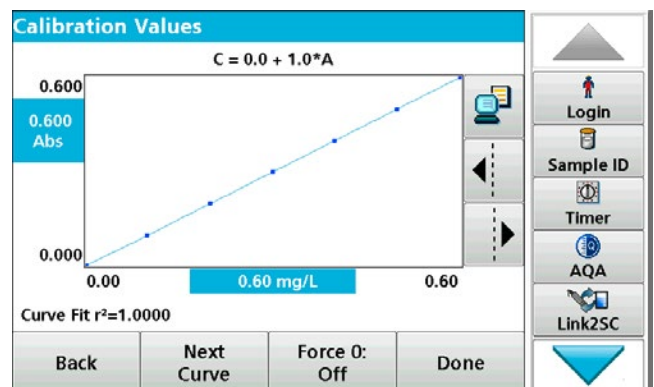 Calibration Values
C = 0.0 + 1.0*A
0.600
0.600
Abs
0.000
0.00
0.60 mg/L
0.60
Curve Fit r²=1.0000
Back
Next
Curve
Force 0:
Off
Done
Login
Sample ID
Timer
AQA
Link2SC